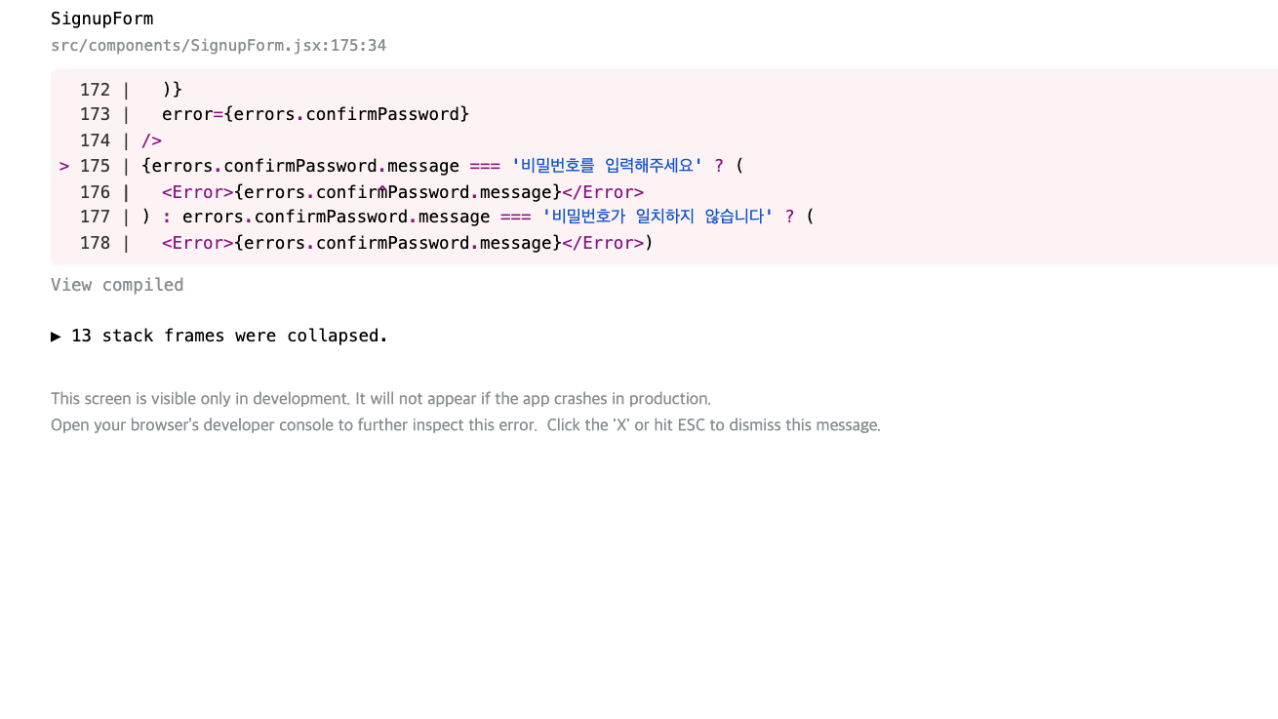 SignupForm
src/components/SignupForm.jsx:175:34
172 |   )}
173 |   error={errors.confirmPassword}
174 | />
> 175 | {errors.confirmPassword.message === '비밀번호를 입력해주세요' ? (
176 |   <Error>{errors.confirmPassword.message}</Error>
177 | ) : errors.confirmPassword.message === '비밀번호가 일치하지 않습니다' ? (
178 |   <Error>{errors.confirmPassword.message}</Error>)
View compiled
▶ 13 stack frames were collapsed.
This screen is visible only in development. It will not appear if the app crashes in production.
Open your browser's developer console to further inspect this error.  Click the 'X' or hit ESC to dismiss this message.